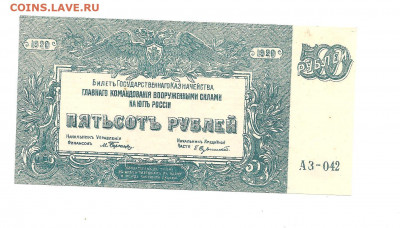 COINS.LAVE.RU
1920 1920
500
РУБЛЕЙ
БИЛЕТЪ ГОСУДАРСТВЕННАГО КАЗНАЧЕЙСТВА
ГЛАВНАГО КОМАНДОВАНІЯ ВООРУЖЕННЫМИ СИЛАМИ
НА ЮГѢ РОССІИ
ПЯТЬСОТЪ РУБЛЕЙ
НАЧАЛЬНИКЪ УПРАВЛЕНІЯ
ФИНАНСОВЪ
НАЧАЛЬНИКЪ КРЕДИТНОЙ
ЧАСТИ
АЗ-042